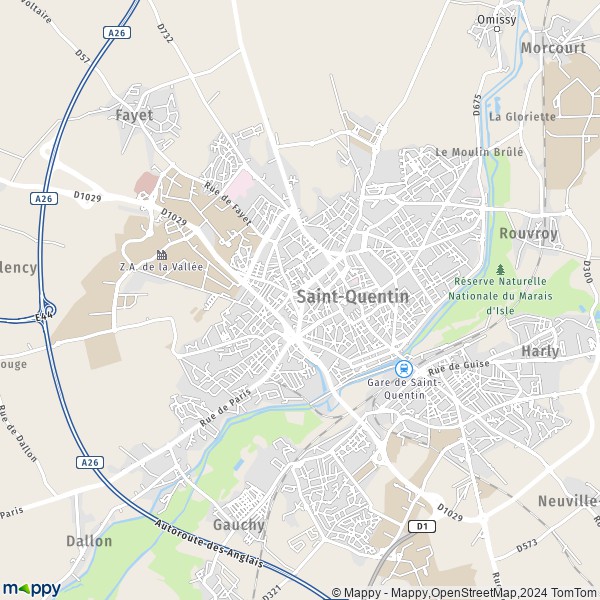 Voltaire
A26
D732
D57
Omissy
Morcourt
Fayet
D675
La Gloriette
Le Moulin Brûlé
A26
D1029
D1029
Rue de Fayet
Rouvroy
lency
Z.A. de la Vallée
D300
Réserve Naturelle
Nationale du Marais
d'Isle
Saint-Quentin
E44
Harly
ouge
Rue de Guise
Gare de Saint-
Quentin
Rue de Paris
Rue de Dallon
A26
Paris
Gauchy
D1
D1029
Neuville-
Dallon
Autoroute des Anglais
D573
D321
Rue
mappy
© Mappy - Mappy,OpenStreetMap,2024 TomTom